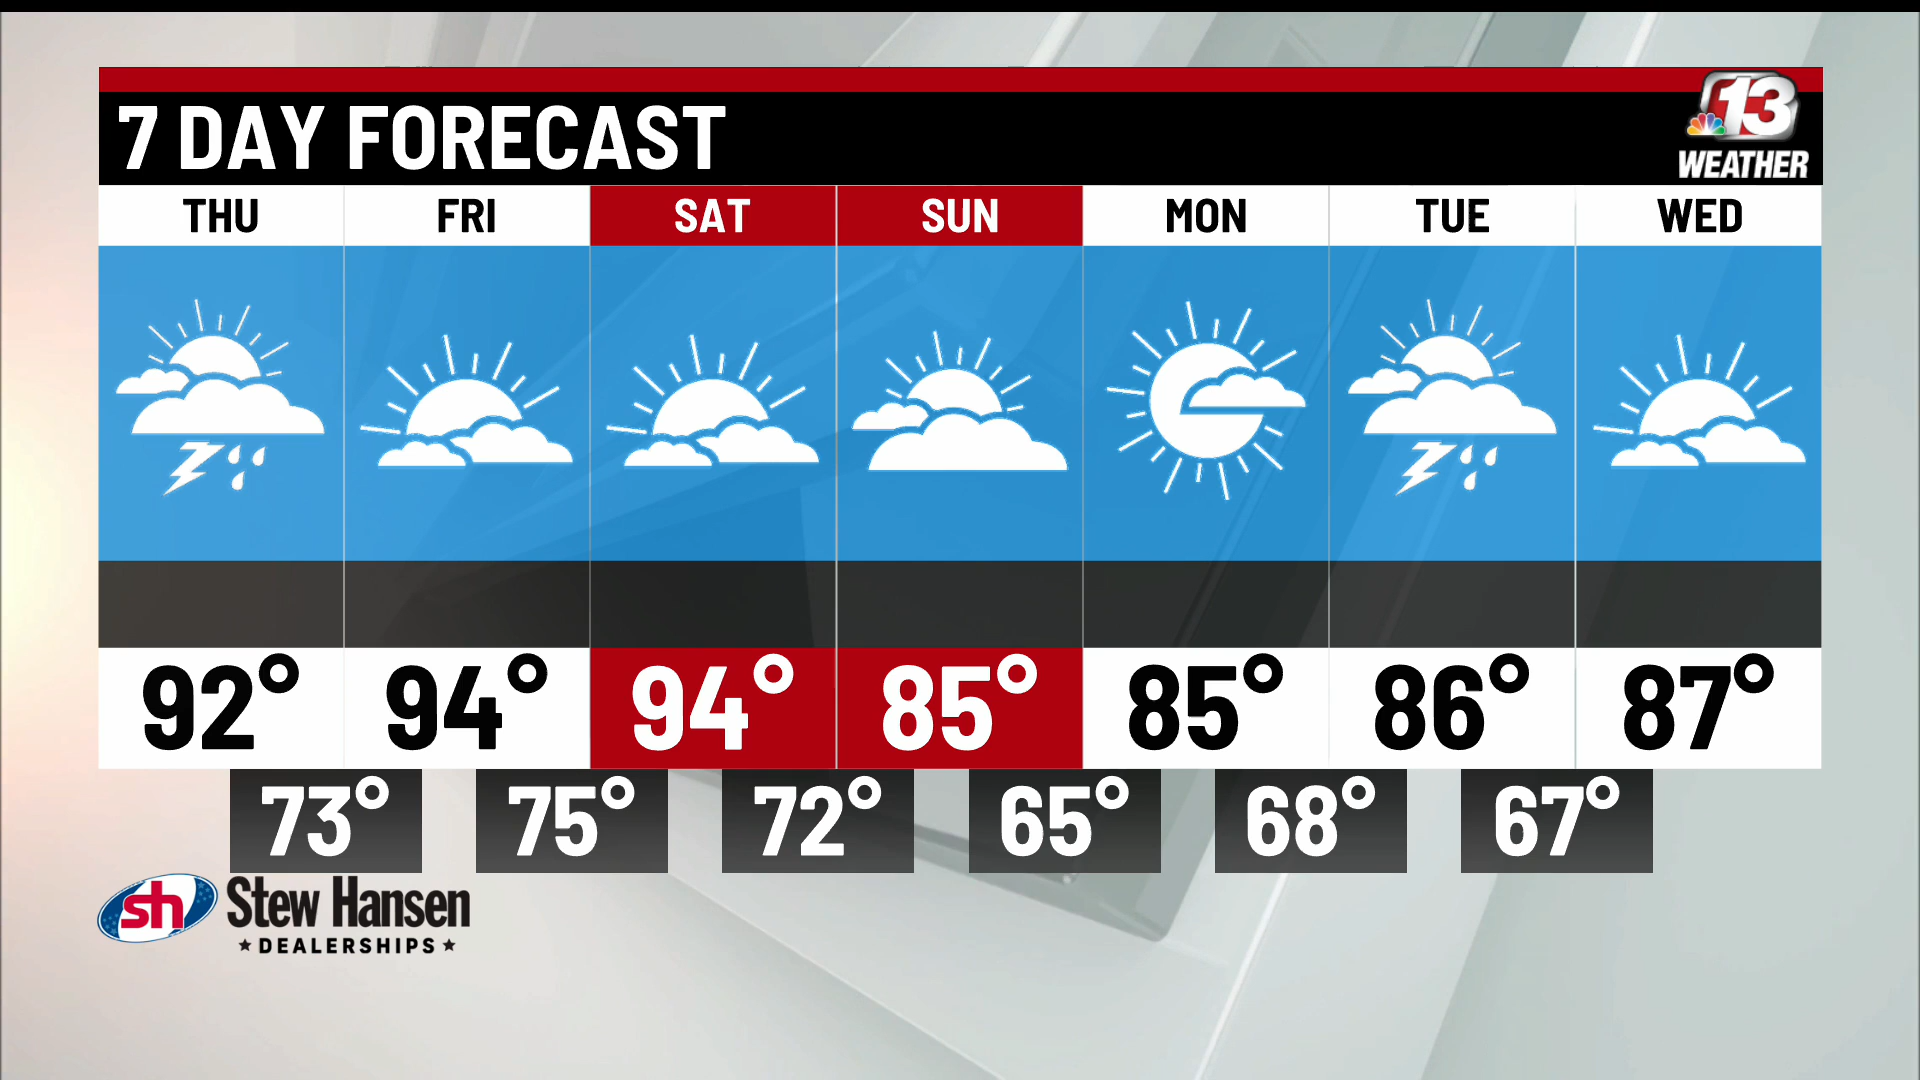 7 DAY FORECAST
13
WEATHER
THU FRI SAT SUN MON TUE WED
92° 94° 94° 85° 85° 86° 87°
73° 75° 72° 65° 68° 67°
sh Stew Hansen
★DEALERSHIPS★